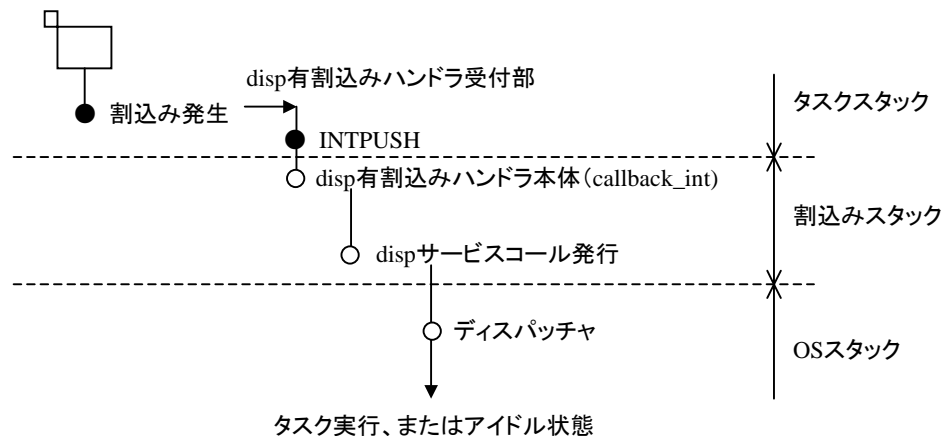 disp有割込みハンドラ受付部
割込み発生
タスクスタック
INTPUSH
disp有割込みハンドラ本体(callback_int)
割込みスタック
dispサービスコール発行
ディスパッチャ
OSスタック
タスク実行、またはアイドル状態